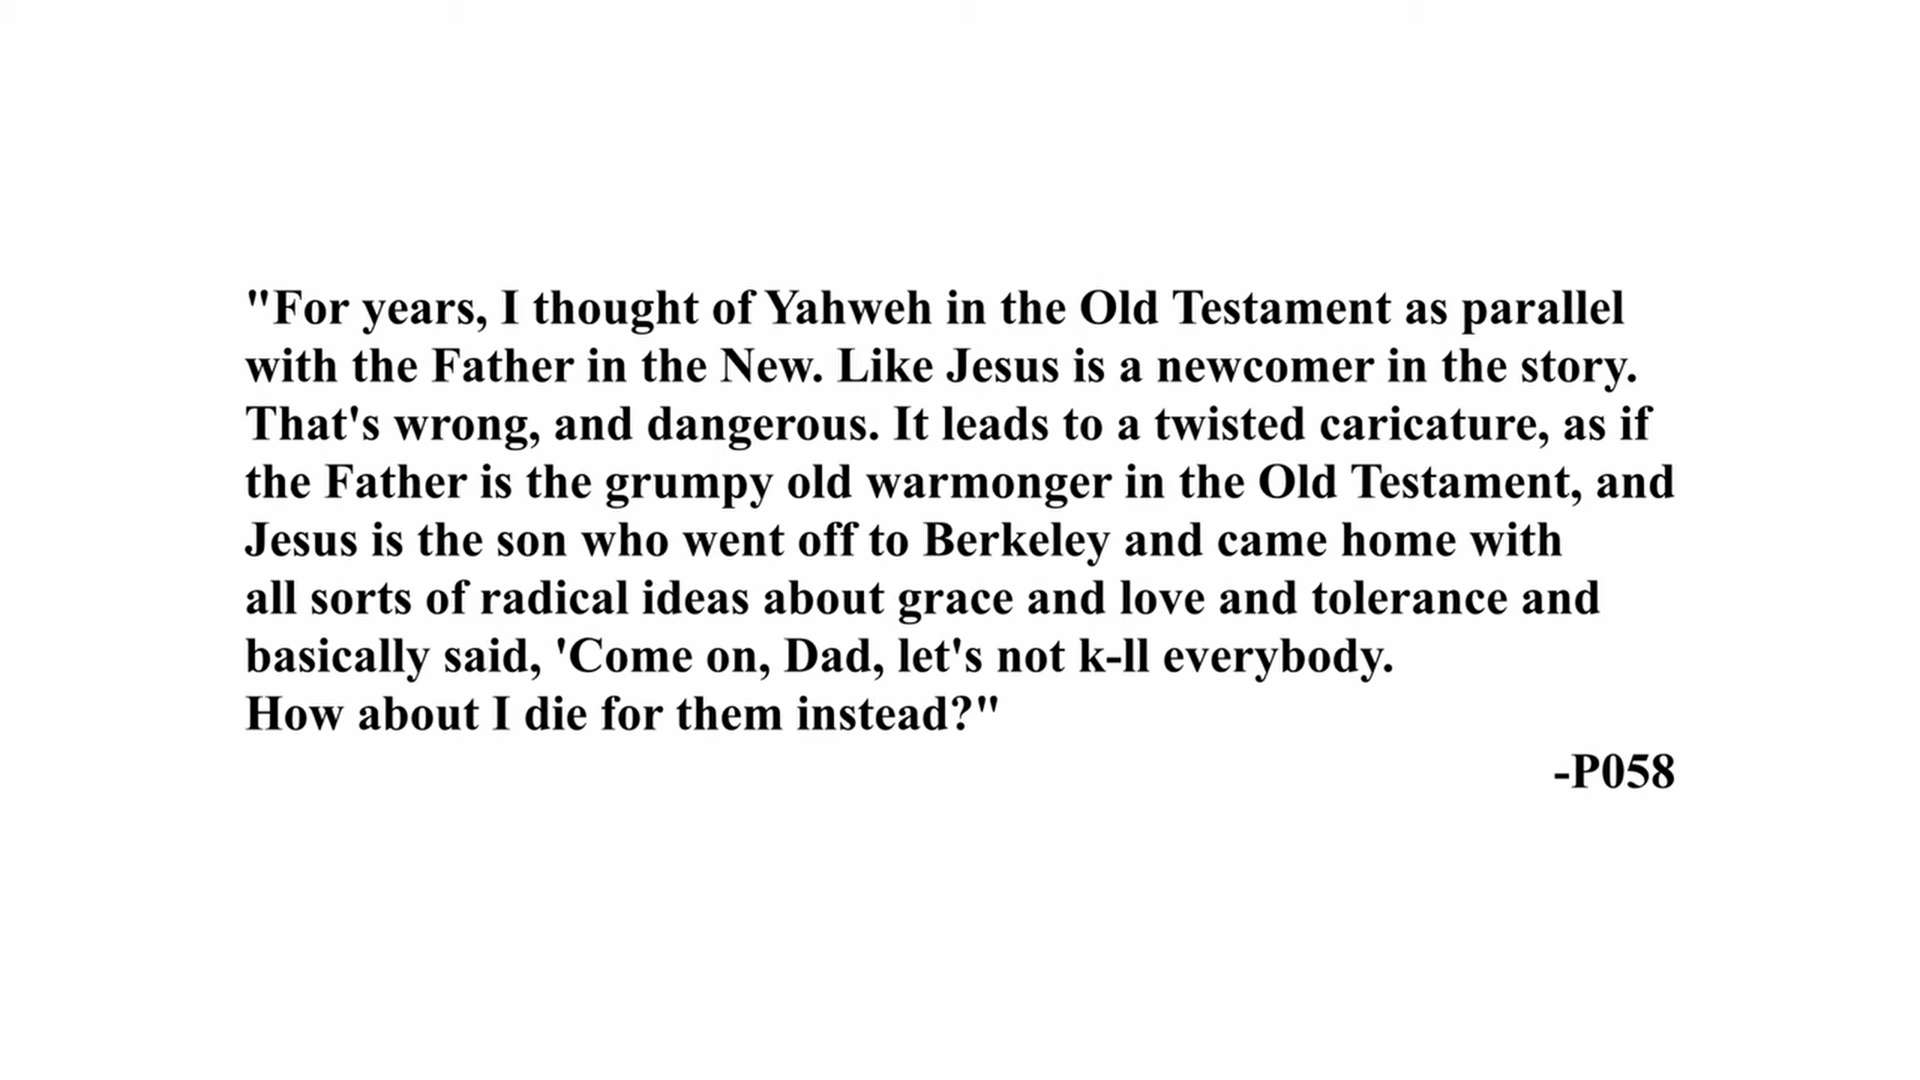 "For years, I thought of Yahweh in the Old Testament as parallel
with the Father in the New. Like Jesus is a newcomer in the story.
That's wrong, and dangerous. It leads to a twisted caricature, as if
the Father is the grumpy old warmonger in the Old Testament, and
Jesus is the son who went off to Berkeley and came home with
all sorts of radical ideas about grace and love and tolerance and
basically said, 'Come on, Dad, let's not k-ll everybody.
How about I die for them instead?"
-P058